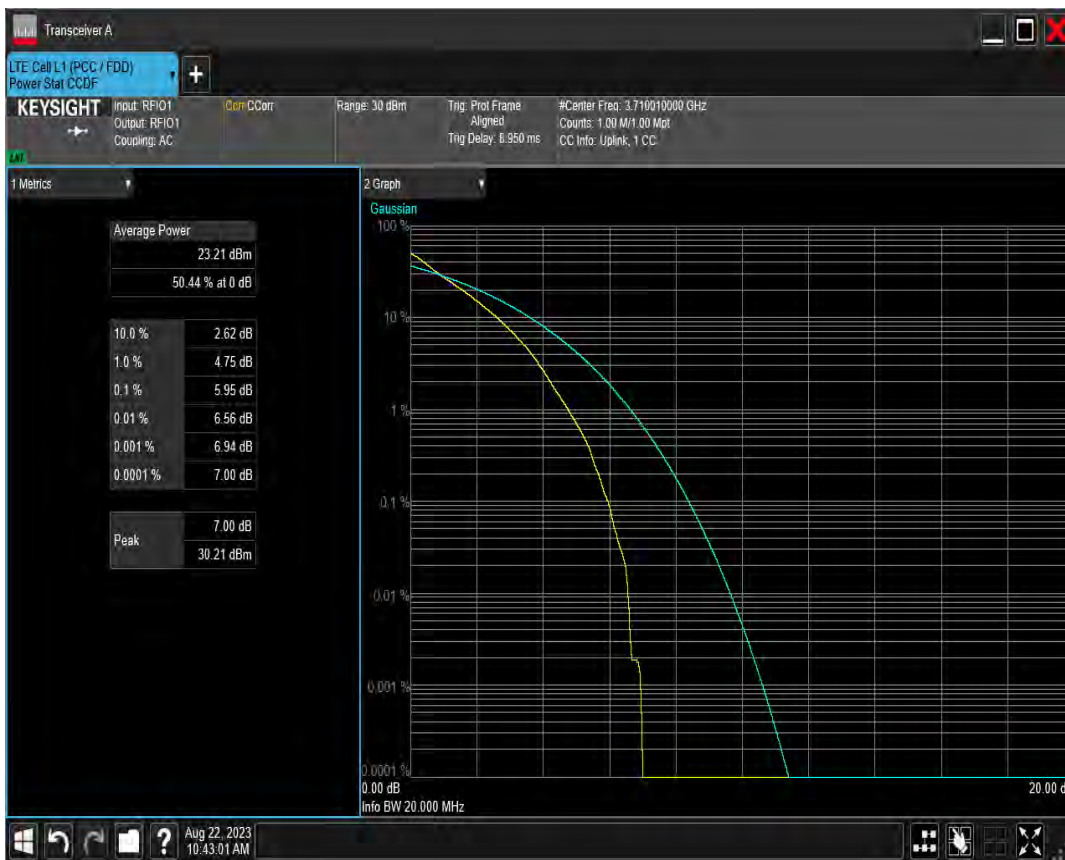 Transceiver A
LTE Cell L1 (PCC / FDD)
Power Stat CCDF
KEYSIGHT
LXI
Input: RFIO1
Output: RFIO1
Coupling: AC
Corr CCorr
Range: 30 dBm
Trig: Prot Frame
Aligned
Trig Delay: 8.950 ms
#Center Freq: 3.710010000 GHz
Counts: 1.00 M/1.00 Mpt
CC Info: Uplink, 1 CC
1 Metrics
Average Power
23.21 dBm
50.44 % at 0 dB
10.0 % 2.62 dB
1.0 % 4.75 dB
0.1 % 5.95 dB
0.01 % 6.56 dB
0.001 % 6.94 dB
0.0001 % 7.00 dB
Peak
7.00 dB
30.21 dBm
2 Graph
Gaussian
100 %
10 %
1 %
0.1 %
0.01 %
0.001 %
0.0001 %
0.00 dB
20.00 d
Info BW 20.000 MHz
?
Aug 22, 2023
10:43:01 AM